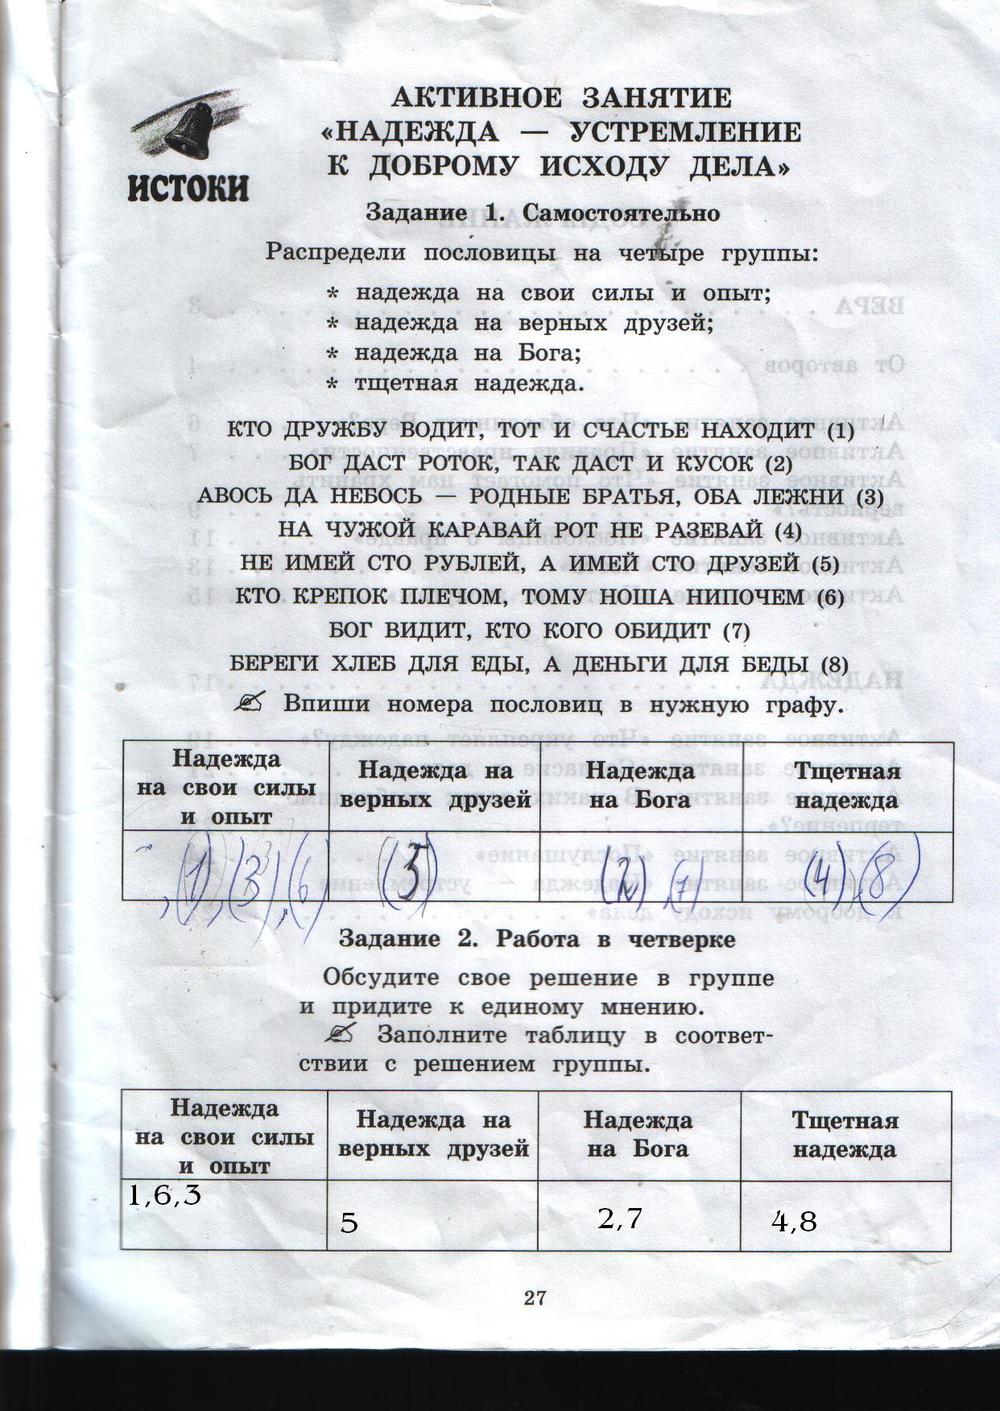 ИСТОКИ
АКТИВНОЕ ЗАНЯТИЕ
«НАДЕЖДА — УСТРЕМЛЕНИЕ
К ДОБРОМУ ИСХОДУ ДЕЛА»
Задание 1. Самостоятельно
Распредели пословицы на четыре группы:
* надежда на свои силы и опыт;
* надежда на верных друзей;
* надежда на Бога;
* тщетная надежда.
КТО ДРУЖБУ ВОДИТ, ТОТ И СЧАСТЬЕ НАХОДИТ (1)
БОГ ДАСТ РОТОК, ТАК ДАСТ И КУСОК (2)
АВОСЬ ДА НЕБОСЬ — РОДНЫЕ БРАТЬЯ, ОБА ЛЕЖНИ (3)
НА ЧУЖОЙ КАРАВАЙ РОТ НЕ РАЗЕВАЙ (4)
НЕ ИМЕЙ СТО РУБЛЕЙ, А ИМЕЙ СТО ДРУЗЕЙ (5)
КТО КРЕПОК ПЛЕЧОМ, ТОМУ НОША НИПОЧЕМ (6)
БОГ ВИДИТ, КТО КОГО ОБИДИТ (7)
БЕРЕГИ ХЛЕБ ДЛЯ ЕДЫ, А ДЕНЬГИ ДЛЯ БЕДЫ (8)
Впиши номера пословиц в нужную графу.
Надежда
на свои силы
и опыт
Надежда на
верных друзей
Надежда
на Бога
Тщетная
надежда
,(1),(3),(6)
(5)
(2),(7)
(4),(8)
Задание 2. Работа в четверке
Обсудите свое решение в группе
и придите к единому мнению.
Заполните таблицу в соответ-
ствии с решением группы.
Надежда
на свои силы
и опыт
Надежда на
верных друзей
Надежда
на Бога
Тщетная
надежда
1,6,3
5
2,7
4,8
27